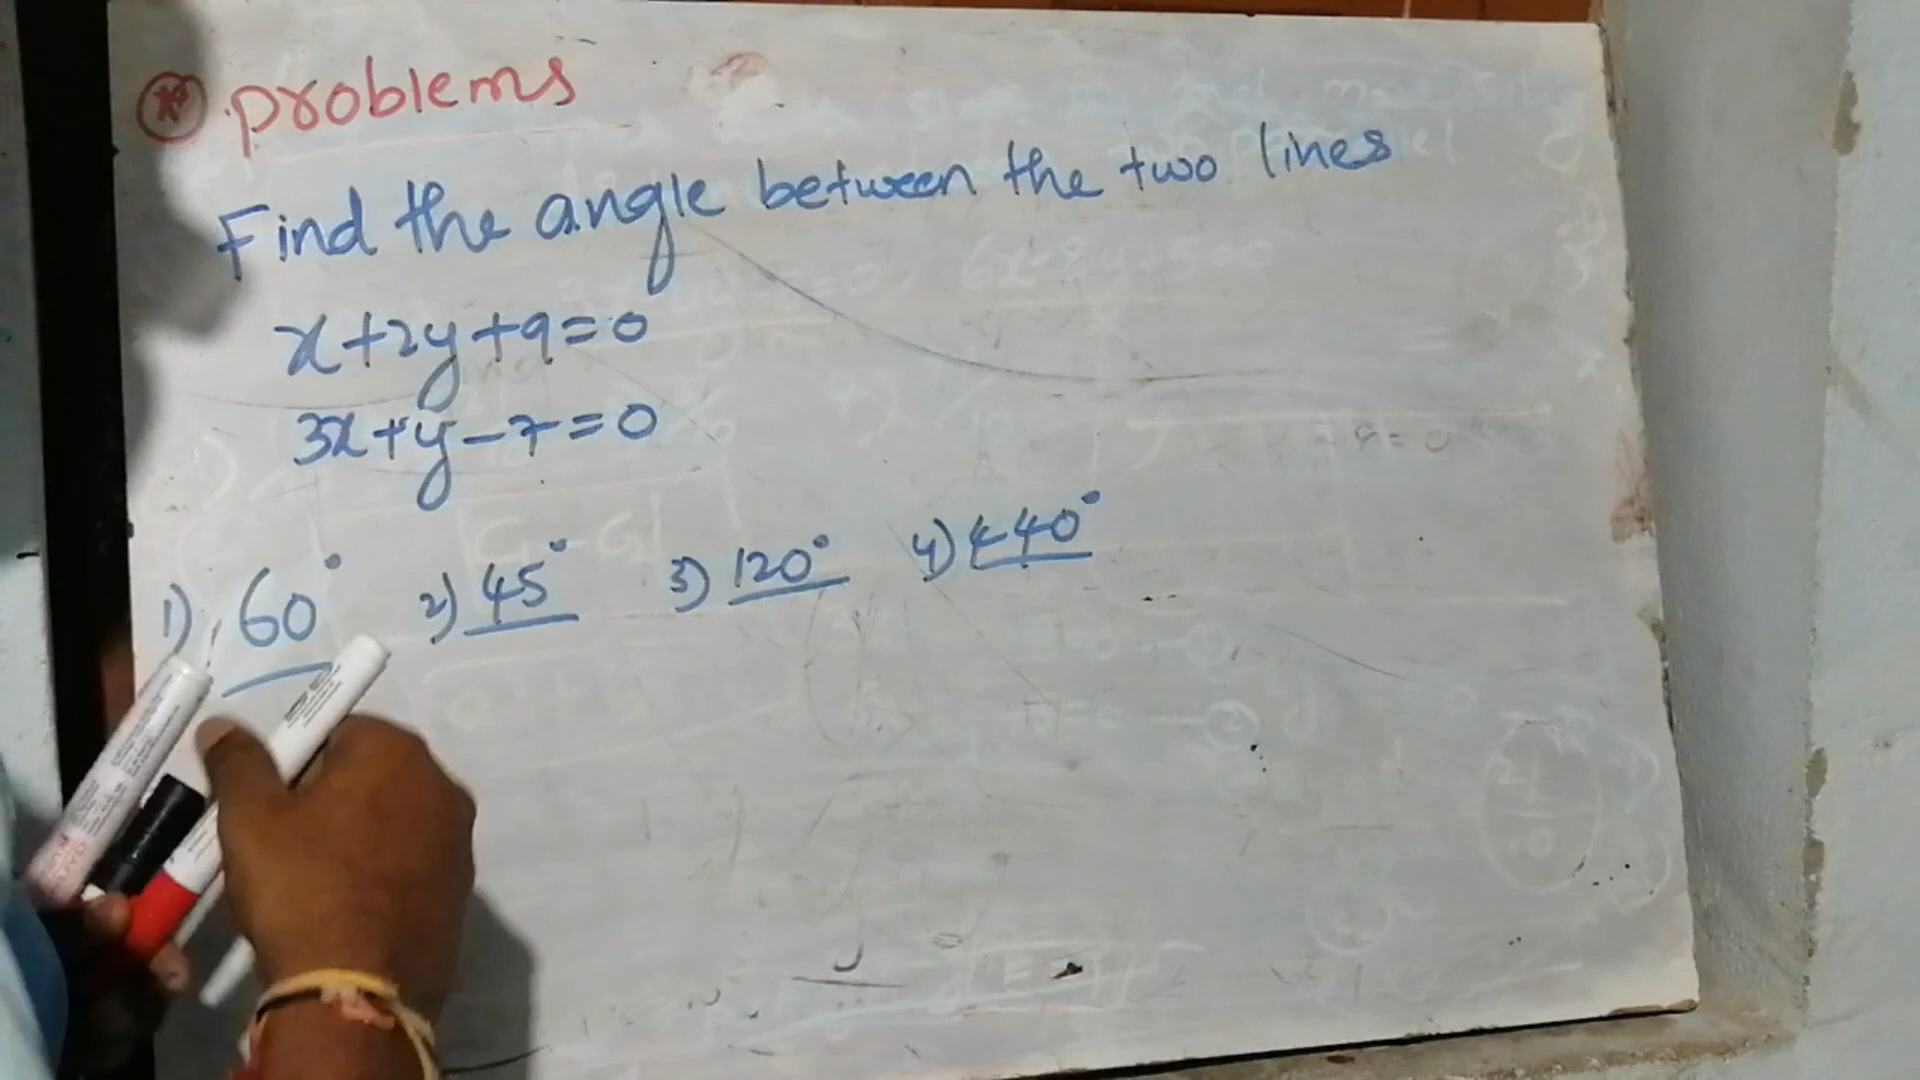 problems
Find the angle between the two lines
x+2y+9=0
3x+y-7=0
1) 60° 2) 45° 3) 120° 4) 440°